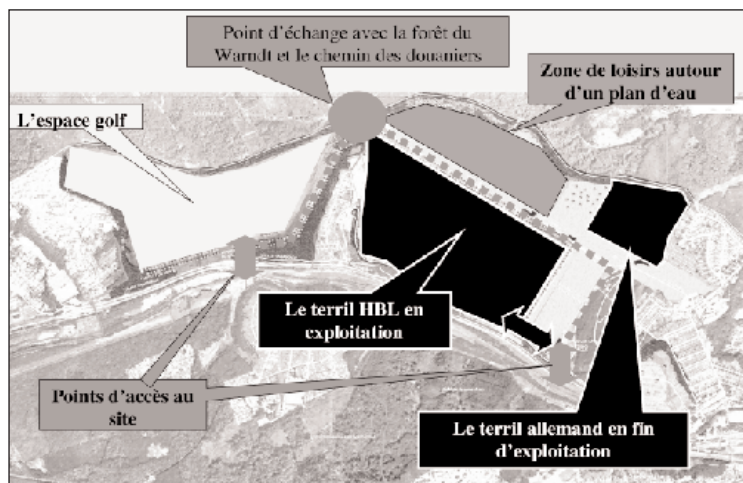 Point d'échange avec la forêt du
Warndt et le chemin des douaniers
Zone de loisirs autour
d'un plan d'eau
L'espace golf
Le terril HBL en
exploitation
Points d'accès au
site
Le terril allemand en fin
d'exploitation